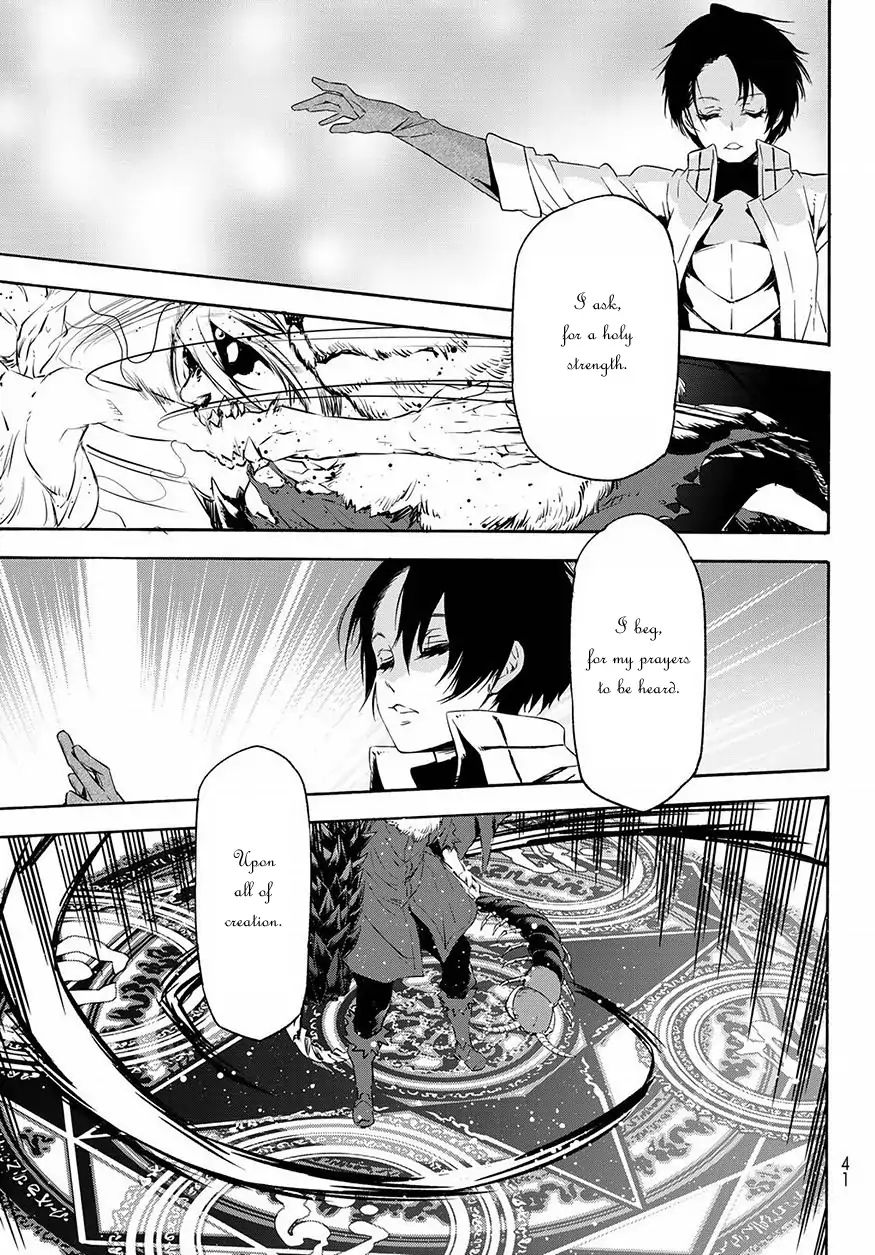 I ask,
for a holy
strength.
I beg,
for my prayers
to be heard.
Upon
all of
creation.
41